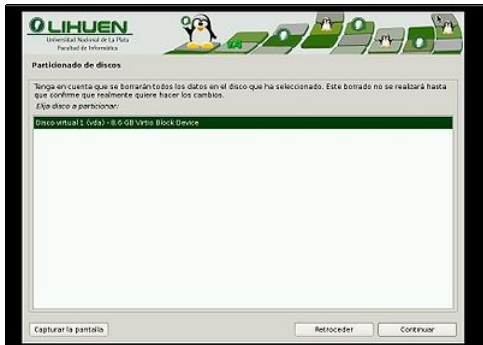 LIHUEN
Universidad Nacional de La Plata
Facultad de Informática
Particionado de discos
Tenga en cuenta que se borrarán todos los datos en el disco que ha seleccionado. Este borrado no se realizará hasta
que confirme que realmente quiere hacer los cambios.
Elija disco a particionar:
Disco virtual 1 (vda) - 8.6 GB Virtio Block Device
Capturar la pantalla
Retroceder
Continuar